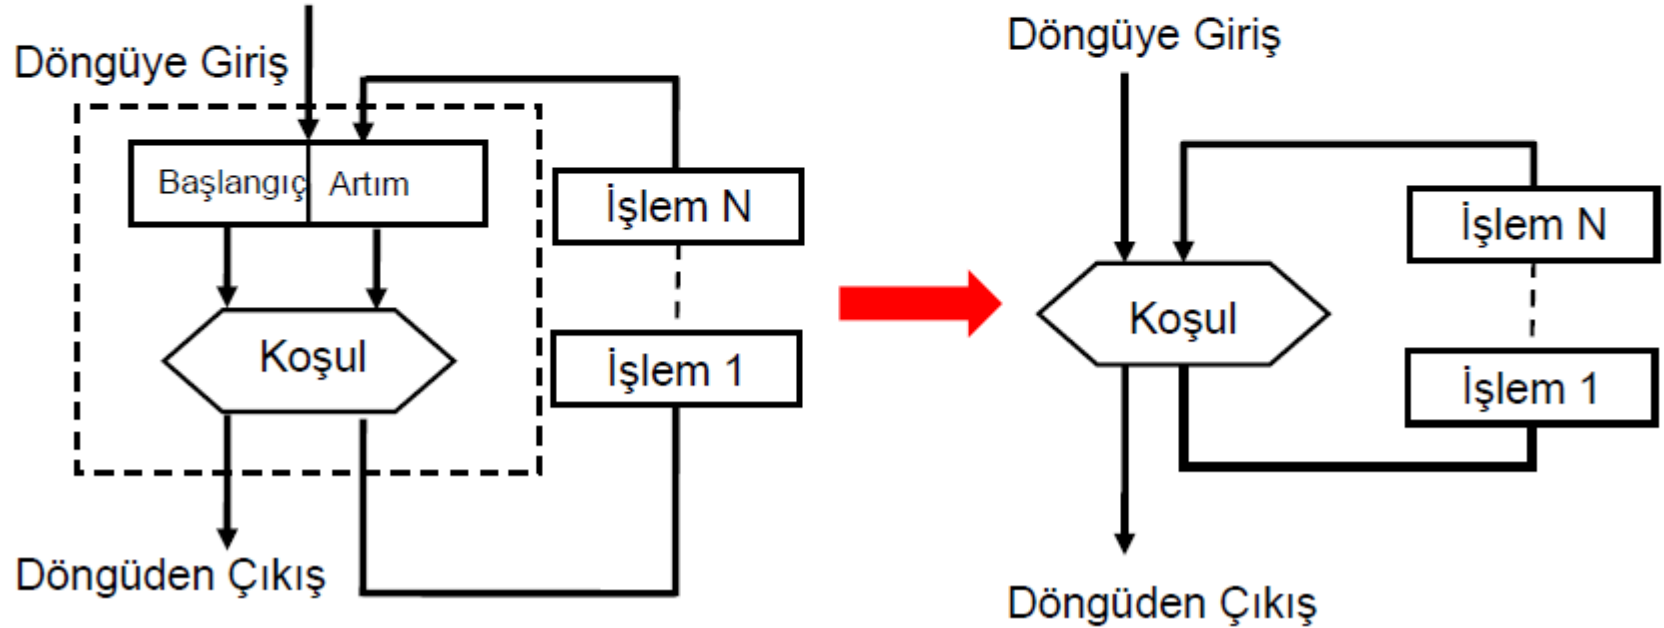 Döngüye Giriş
Başlangıç
Artım
İşlem N
Koşul
İşlem 1
Döngüden Çıkış
Döngüye Giriş
İşlem N
Koşul
İşlem 1
Döngüden Çıkış